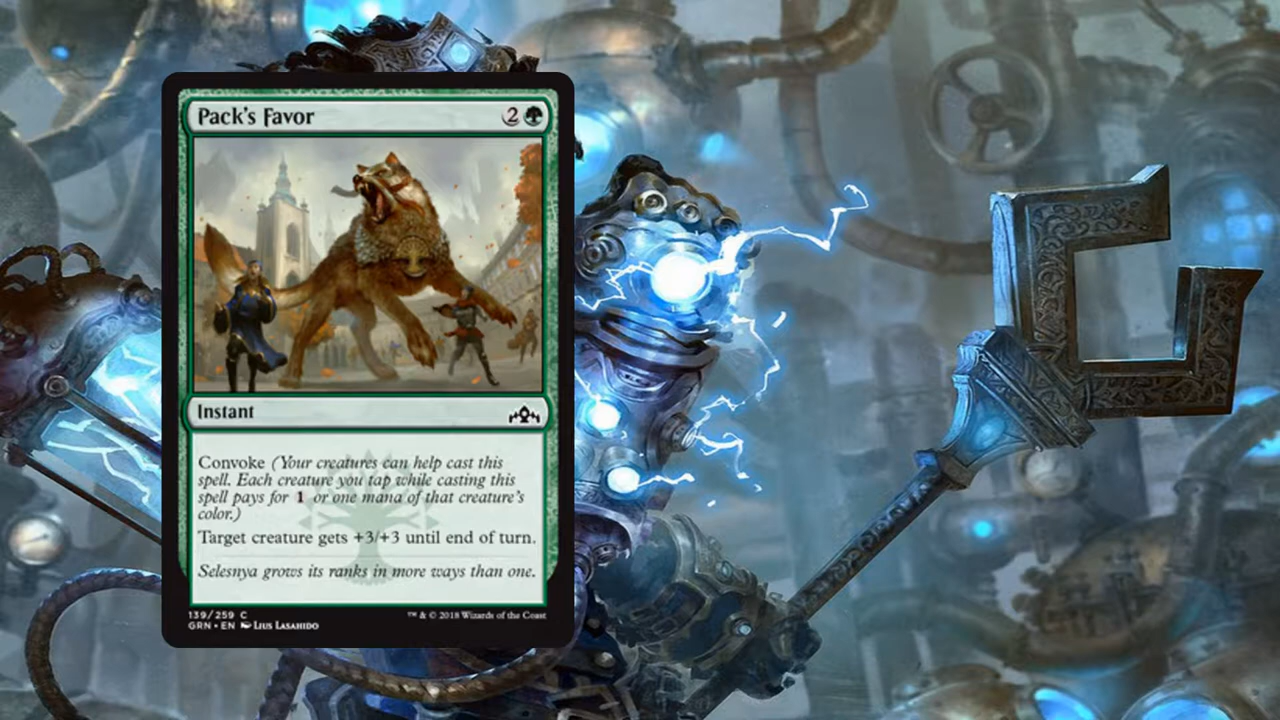 Pack's Favor 2
Instant
Convoke (Your creatures can help cast this
spell. Each creature you tap while casting this
spell pays for 1 or one mana of that creature's
color.)
Target creature gets +3/+3 until end of turn.
Selesnya grows its ranks in more ways than one.
139/259 C
GRN • EN Lius Lasahido
™ & © 2018 Wizards of the Coast